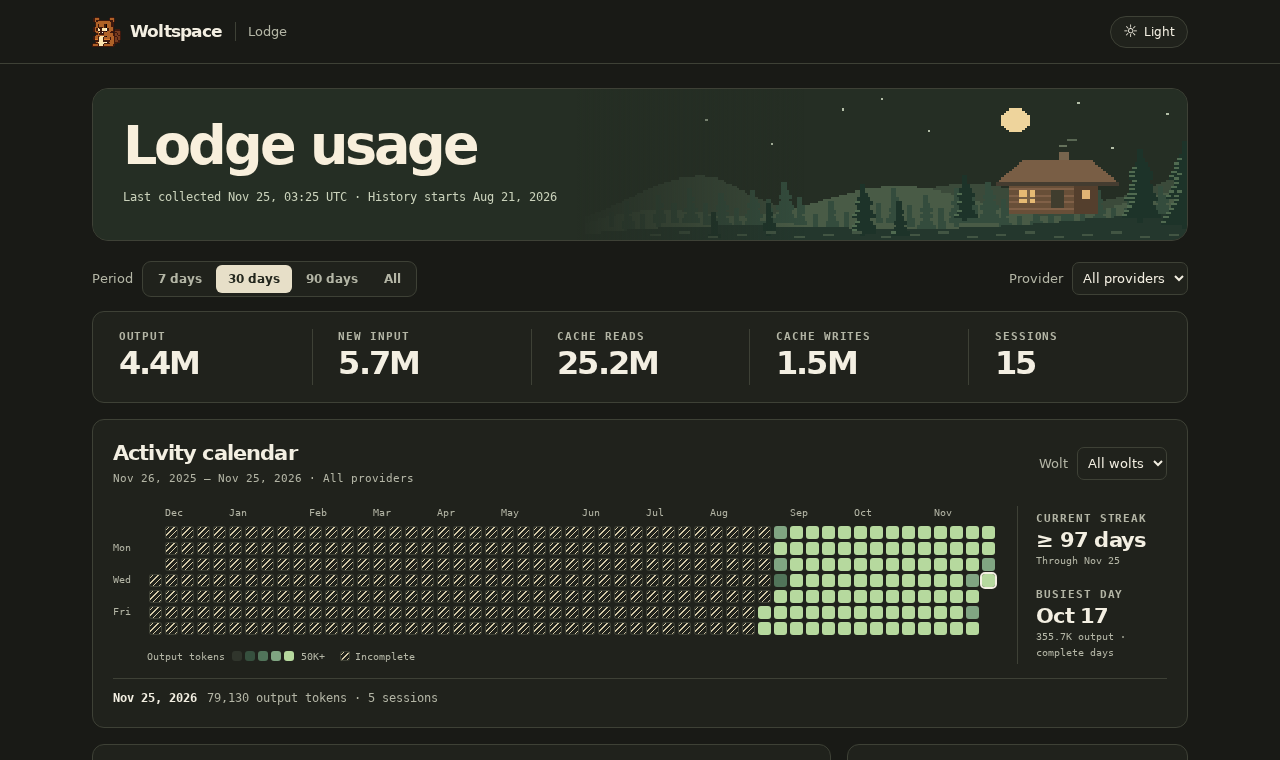 Woltspace
Lodge
Light
Lodge usage
Last collected Nov 25, 03:25 UTC · History starts Aug 21, 2026
Period
7 days
30 days
90 days
All
Provider
All providers
OUTPUT
4.4M
NEW INPUT
5.7M
CACHE READS
25.2M
CACHE WRITES
1.5M
SESSIONS
15
Activity calendar
Nov 26, 2025 — Nov 25, 2026 · All providers
Wolt
All wolts
Dec Jan Feb Mar Apr May Jun Jul Aug Sep Oct Nov
Mon
Wed
Fri
Output tokens 50K+ Incomplete
CURRENT STREAK
≥ 97 days
Through Nov 25
BUSIEST DAY
Oct 17
355.7K output ·
complete days
Nov 25, 2026 79,130 output tokens · 5 sessions